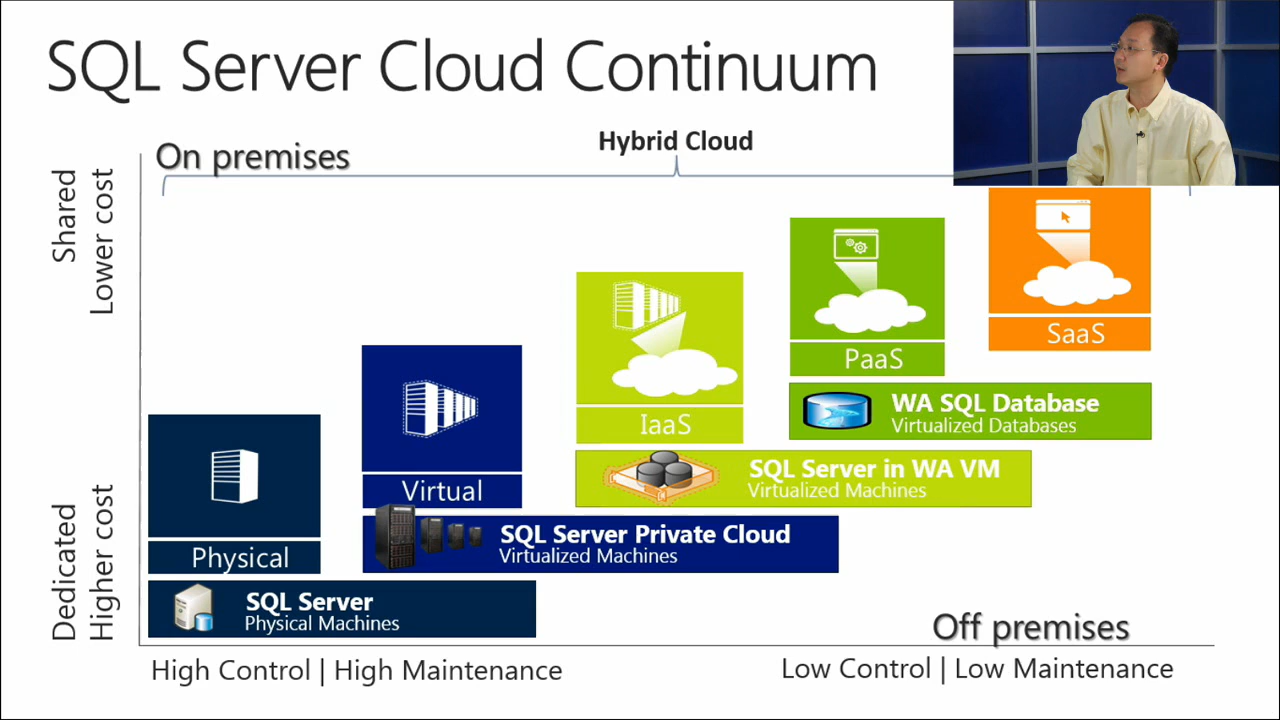 SQL Server Cloud Continuum
On premises
Hybrid Cloud
Shared
Lower cost
SaaS
PaaS
WA SQL Database
Virtualized Databases
IaaS
SQL Server in WA VM
Virtualized Machines
Virtual
SQL Server Private Cloud
Virtualized Machines
Physical
SQL Server
Physical Machines
Dedicated
Higher cost
Off premises
High Control | High Maintenance
Low Control | Low Maintenance